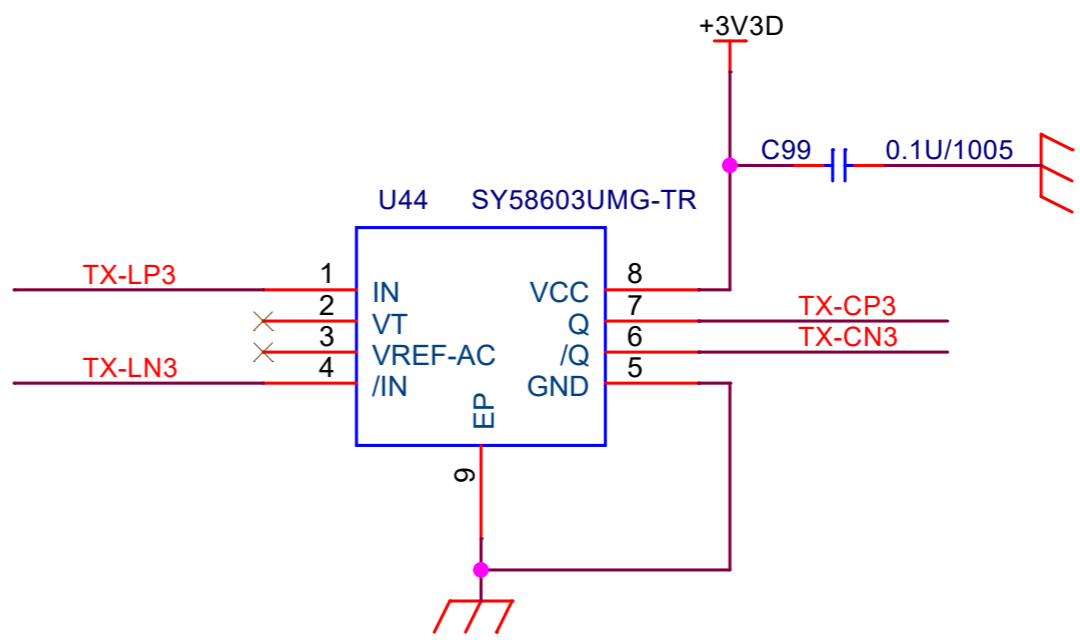 +3V3D
C99 0.1U/1005
U44 SY58603UMG-TR
TX-LP3 1 IN VCC 8
2 VT Q 7 TX-CP3
3 VREF-AC /Q 6 TX-CN3
TX-LN3 4 /IN GND 5
EP
9